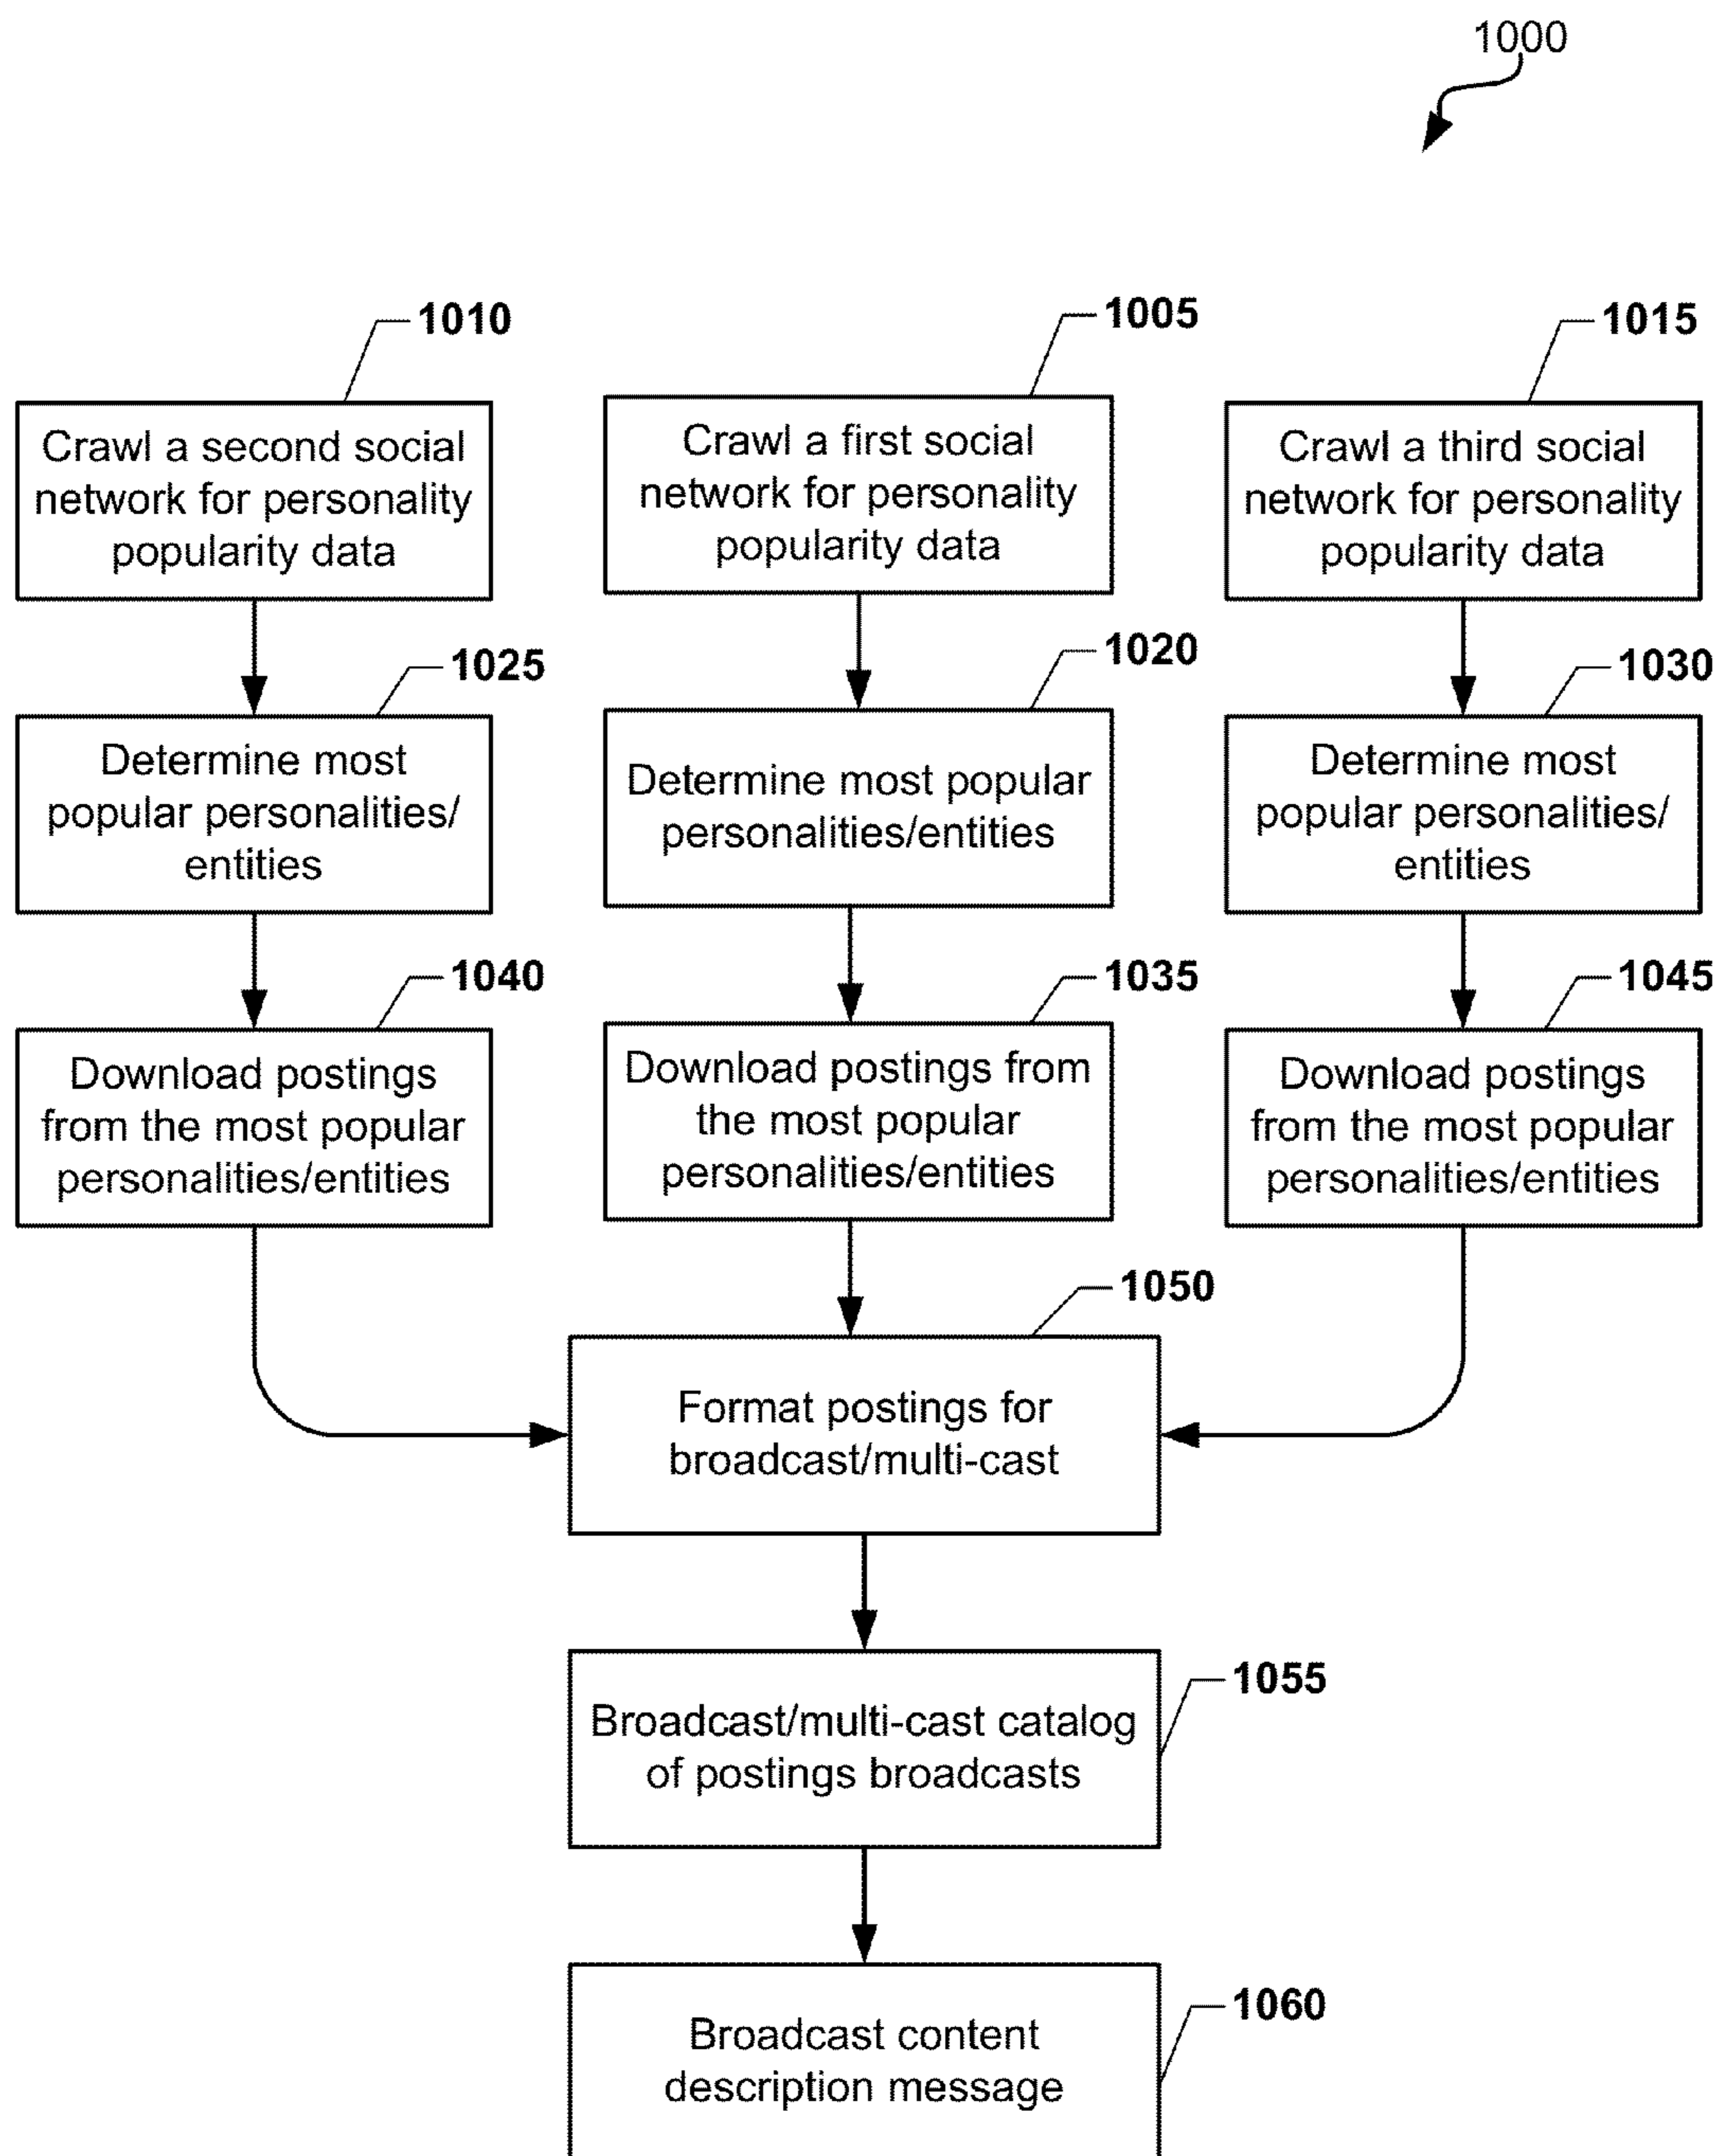 1000
1010
Crawl a second social
network for personality
popularity data
1005
Crawl a first social
network for personality
popularity data
1015
Crawl a third social
network for personality
popularity data
1025
Determine most
popular personalities/
entities
1020
Determine most popular
personalities/entities
1030
Determine most
popular personalities/
entities
1040
Download postings
from the most popular
personalities/entities
1035
Download postings from
the most popular
personalities/entities
1045
Download postings
from the most popular
personalities/entities
1050
Format postings for
broadcast/multi-cast
1055
Broadcast/multi-cast catalog
of postings broadcasts
1060
Broadcast content
description message